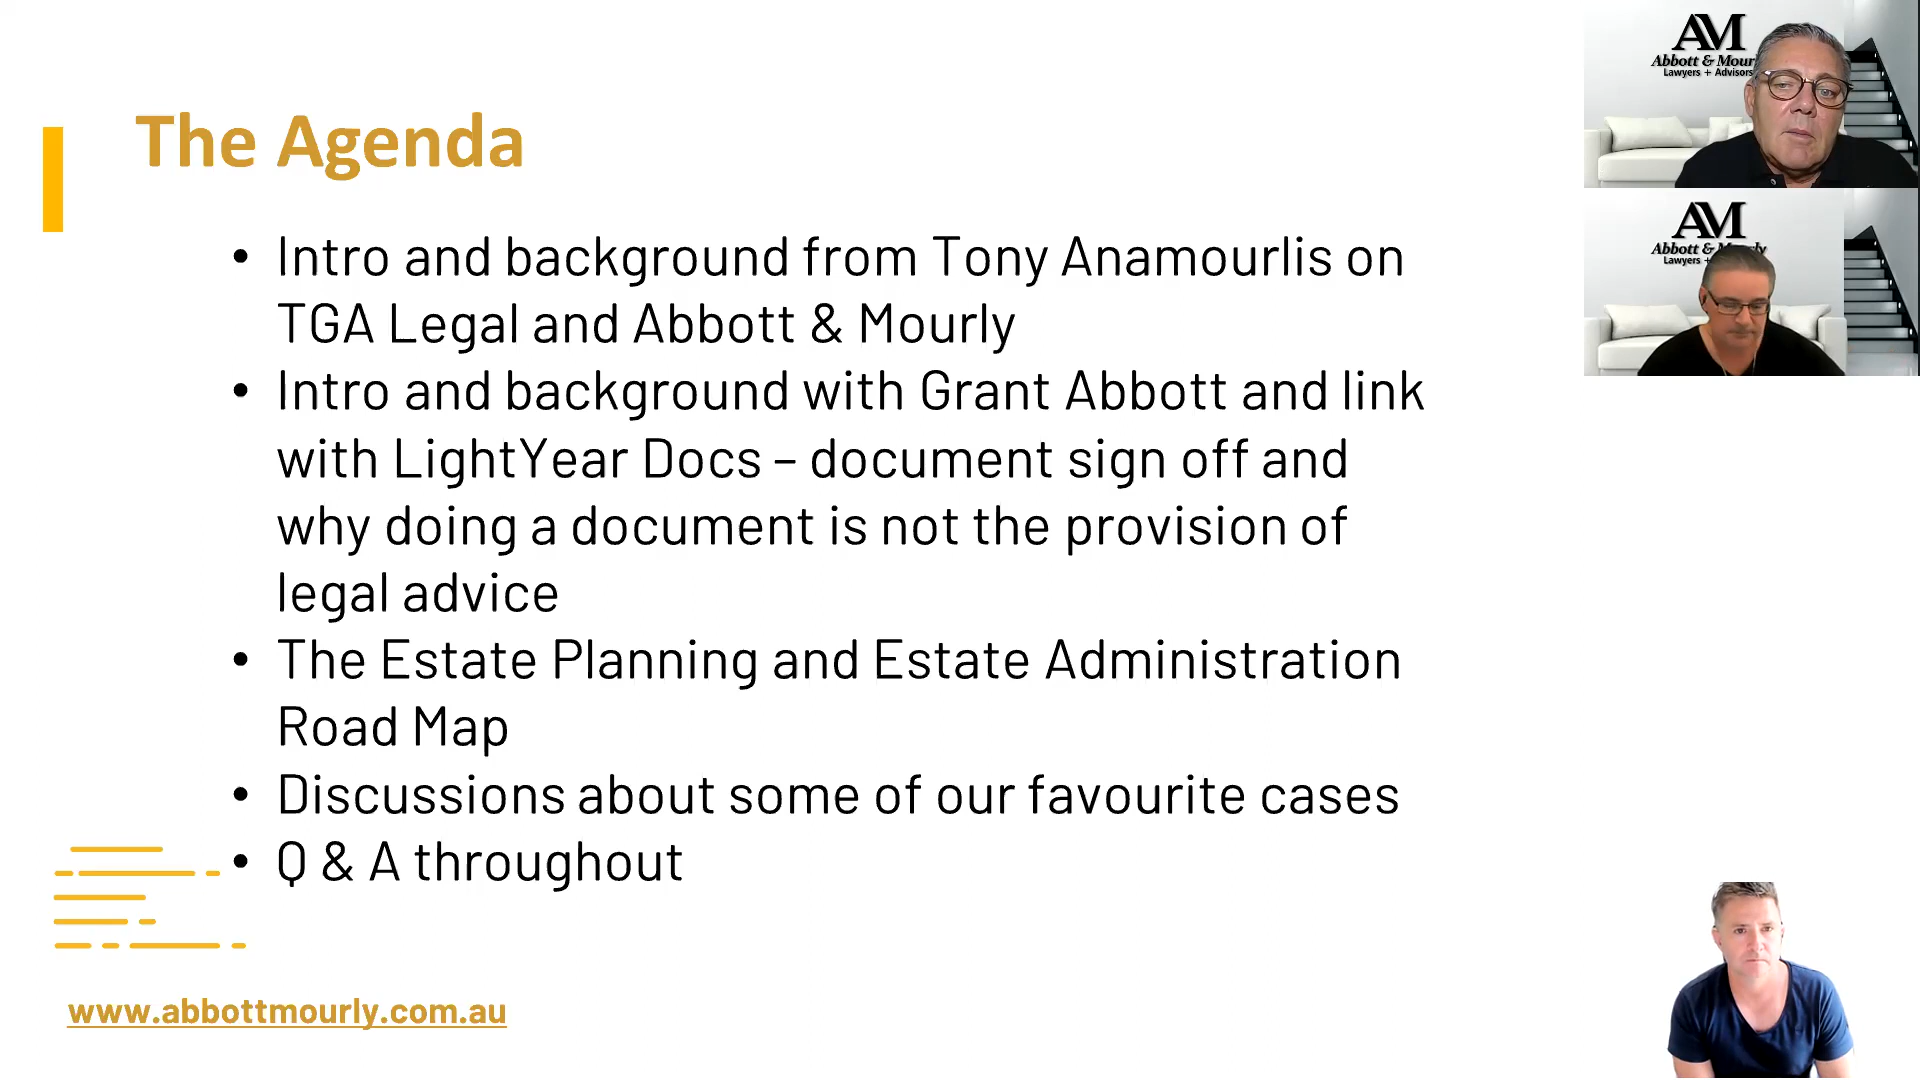 The Agenda
• Intro and background from Tony Anamourlis on
TGA Legal and Abbott & Mourly
• Intro and background with Grant Abbott and link
with LightYear Docs – document sign off and
why doing a document is not the provision of
legal advice
• The Estate Planning and Estate Administration
Road Map
• Discussions about some of our favourite cases
• Q & A throughout
www.abbottmourly.com.au
AM
Abbott & Mourl
Lawyers + Advisors
AM
Abbott & Mourly
Lawyers +